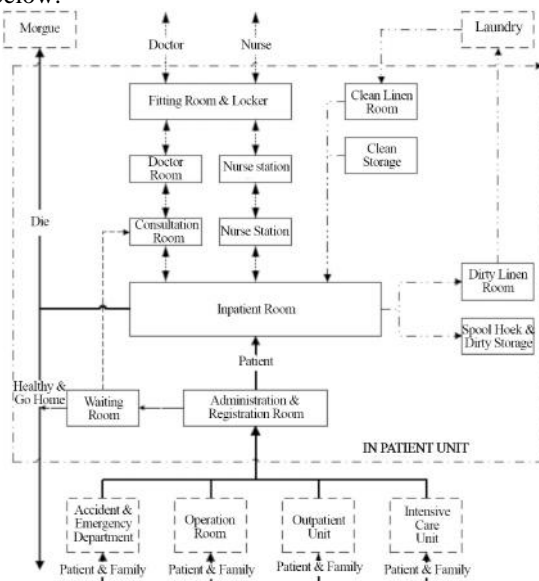 below.
Morgue
Doctor
Nurse
Laundry
Fitting Room & Locker
Clean Linen
Room
Doctor
Room
Nurse station
Clean
Storage
Die
Consultation
Room
Nurse Station
Dirty Linen
Room
Inpatient Room
Spool Hoek &
Dirty Storage
Patient
Healthy &
Go Home
Waiting
Room
Administration &
Registration Room
IN PATIENT UNIT
Accident &
Emergency
Department
Operation
Room
Outpatient
Unit
Intensive
Care
Unit
Patient & Family
Patient & Family
Patient & Family
Patient & Family